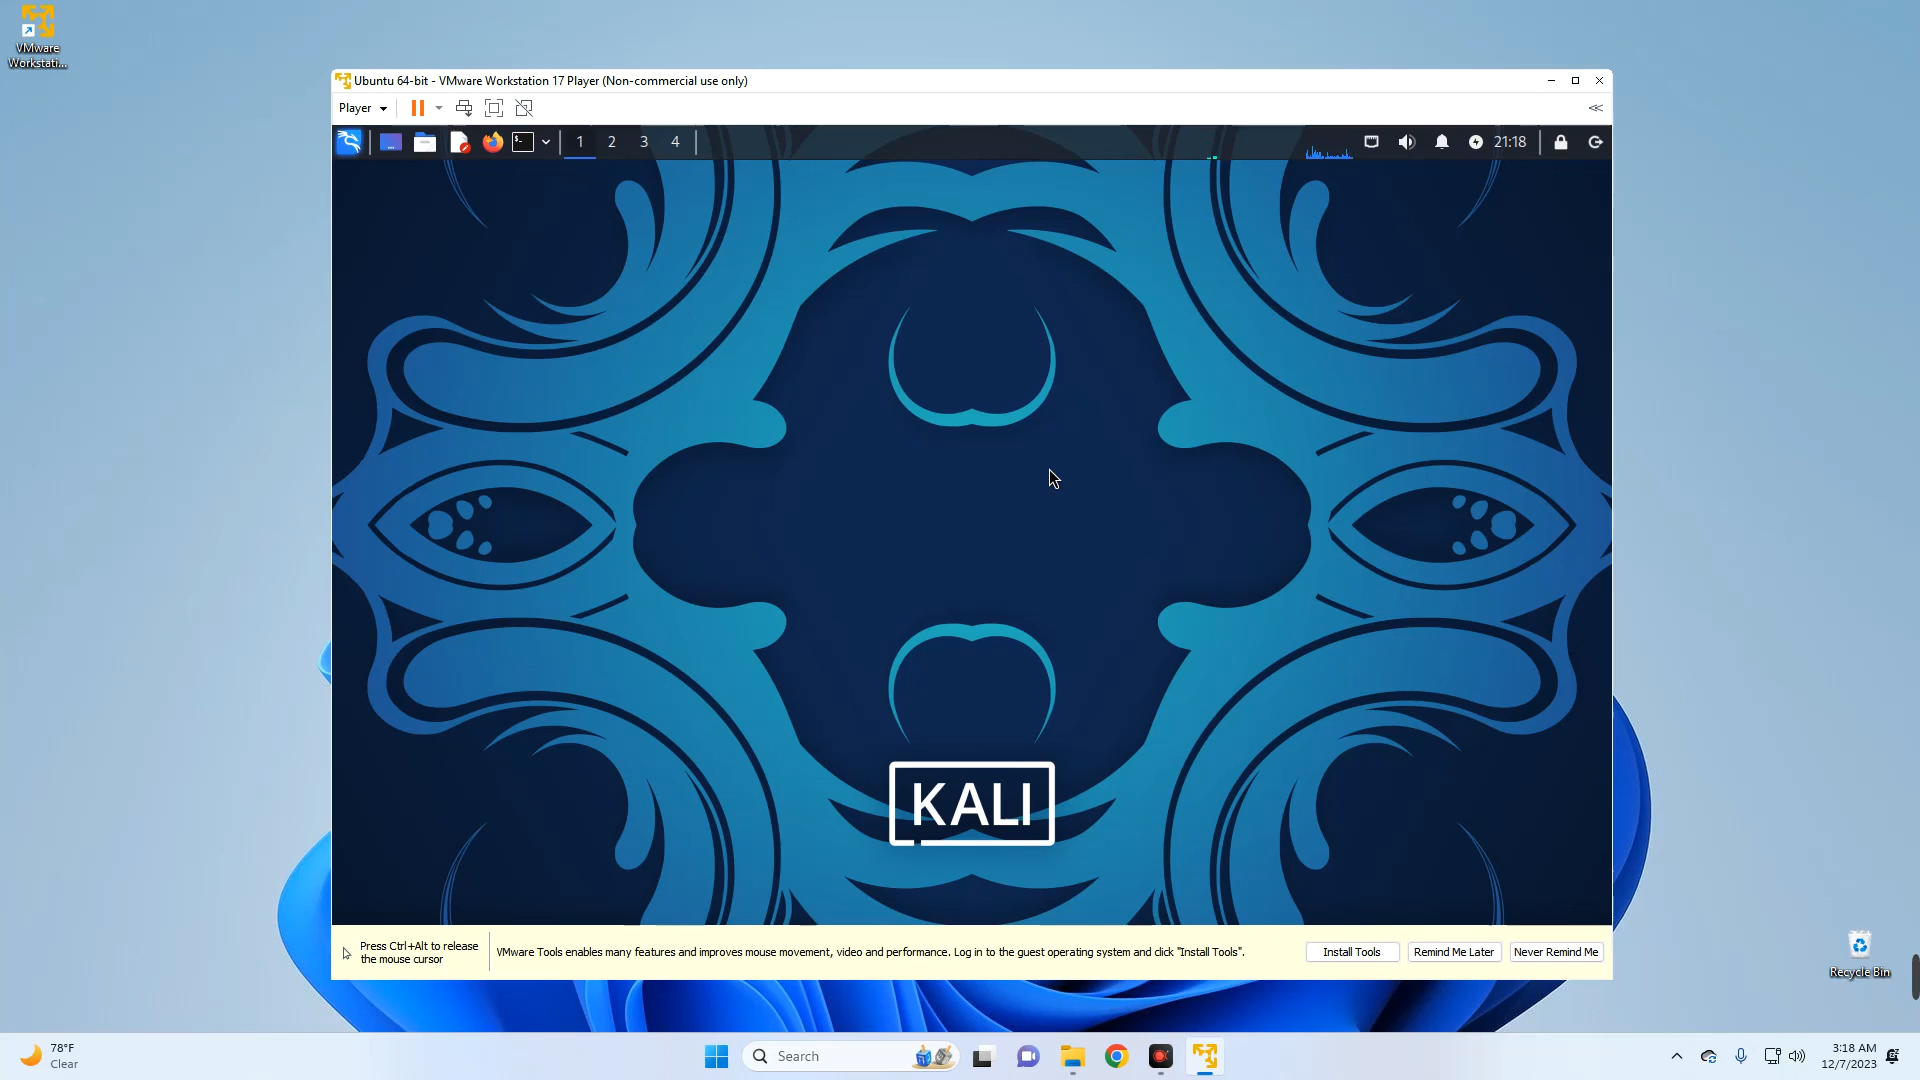 VMware
Workstati...
Ubuntu 64-bit - VMware Workstation 17 Player (Non-commercial use only)
Player
1 2 3 4
21:18
KALI
Press Ctrl+Alt to release
the mouse cursor
VMware Tools enables many features and improves mouse movement, video and performance. Log in to the guest operating system and click "Install Tools".
Install Tools
Remind Me Later
Never Remind Me
Recycle Bin
78°F
Clear
Search
3:18 AM
12/7/2023